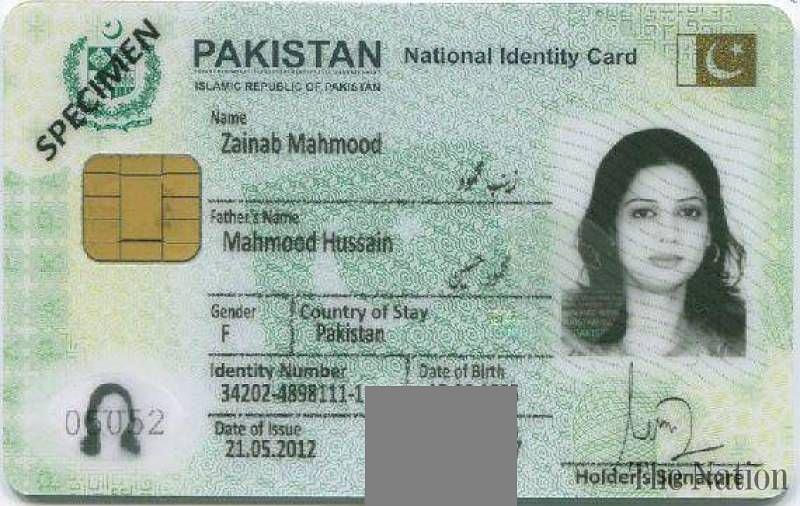 SPECIMEN
PAKISTAN National Identity Card
ISLAMIC REPUBLIC OF PAKISTAN
Name
Zainab Mahmood
زینب محمود
Father's Name
Mahmood Hussain
محمود حسین
Gender Country of Stay
F Pakistan
Identity Number Date of Birth
34202-4898111-1
06052
Date of Issue
21.05.2012
Holder's Signature
The Nation